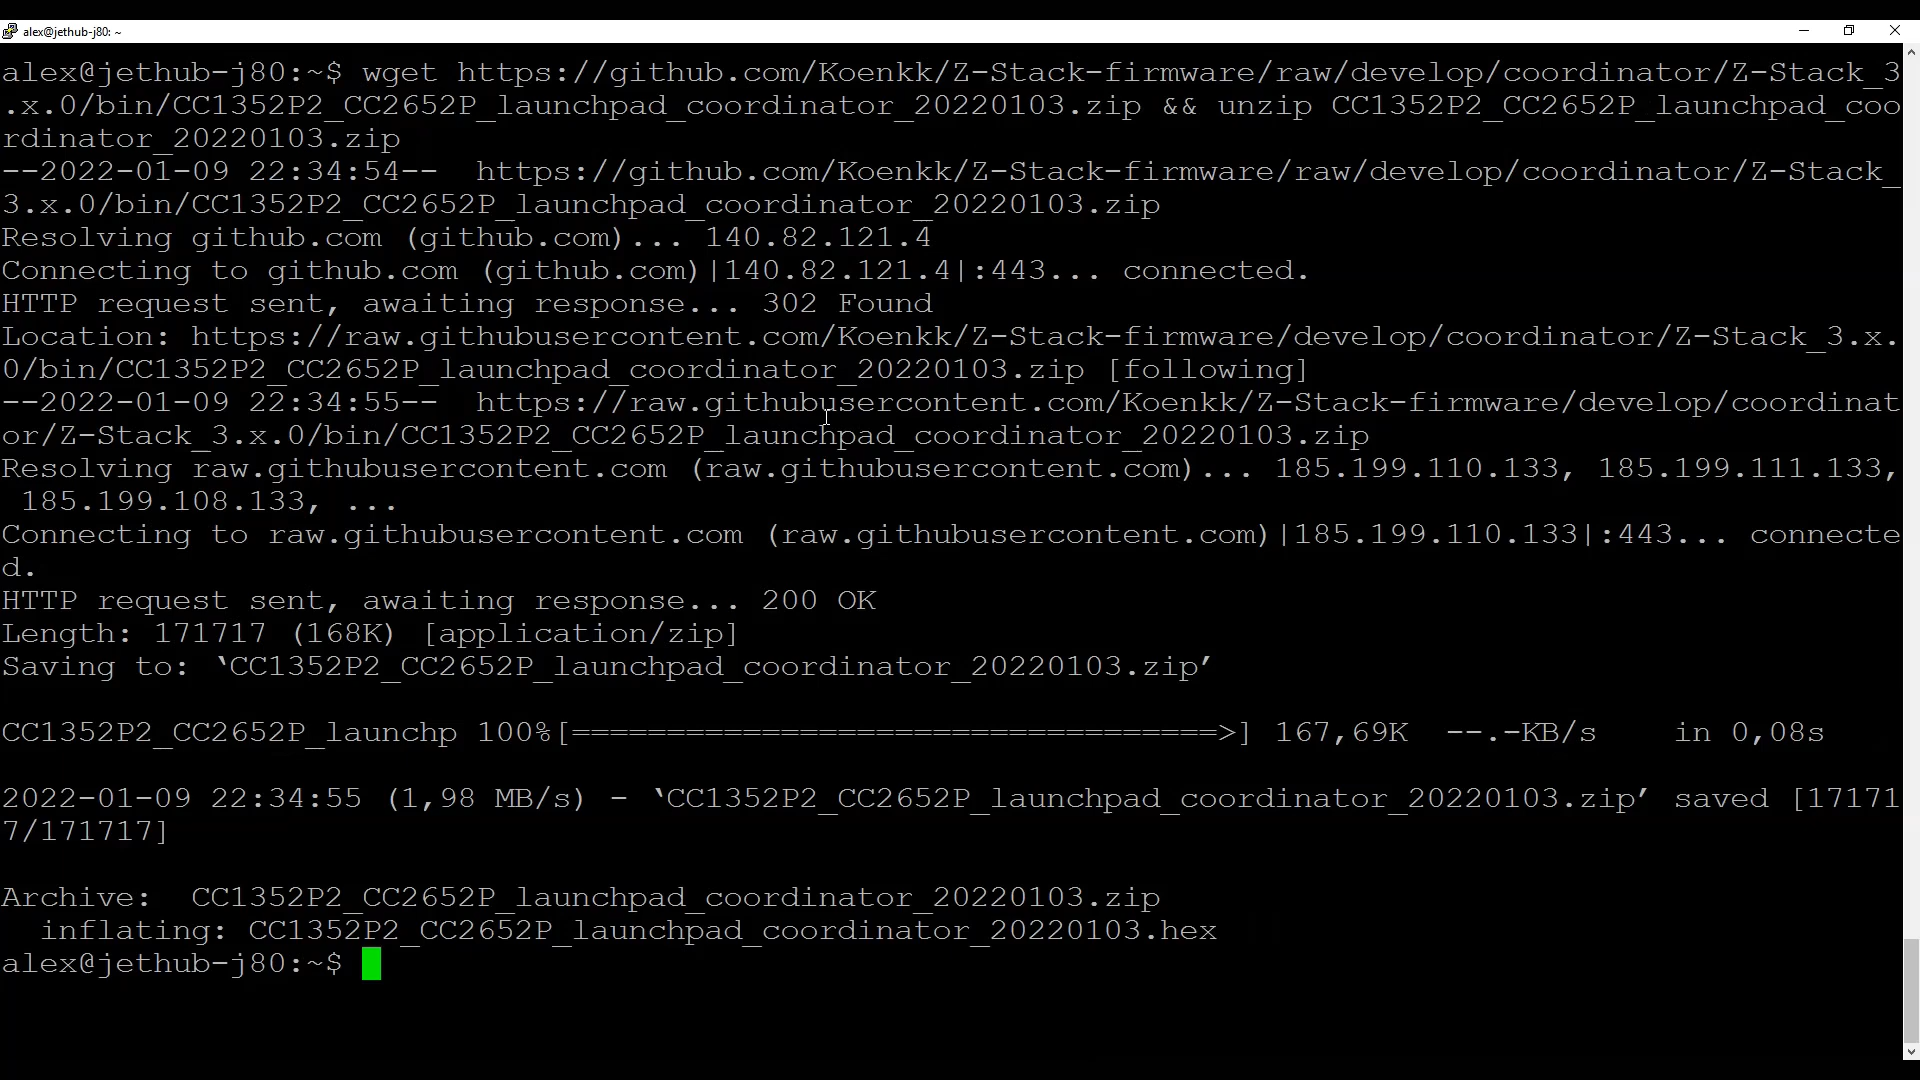 alex@jethub-j80: ~
alex@jethub-j80:~$ wget https://github.com/Koenkk/Z-Stack-firmware/raw/develop/coordinator/Z-Stack_3
.x.0/bin/CC1352P2_CC2652P_launchpad_coordinator_20220103.zip && unzip CC1352P2_CC2652P_launchpad_coo
rdinator_20220103.zip
--2022-01-09 22:34:54--  https://github.com/Koenkk/Z-Stack-firmware/raw/develop/coordinator/Z-Stack_
3.x.0/bin/CC1352P2_CC2652P_launchpad_coordinator_20220103.zip
Resolving github.com (github.com)... 140.82.121.4
Connecting to github.com (github.com)|140.82.121.4|:443... connected.
HTTP request sent, awaiting response... 302 Found
Location: https://raw.githubusercontent.com/Koenkk/Z-Stack-firmware/develop/coordinator/Z-Stack_3.x.
0/bin/CC1352P2_CC2652P_launchpad_coordinator_20220103.zip [following]
--2022-01-09 22:34:55--  https://raw.githubusercontent.com/Koenkk/Z-Stack-firmware/develop/coordinat
or/Z-Stack_3.x.0/bin/CC1352P2_CC2652P_launchpad_coordinator_20220103.zip
Resolving raw.githubusercontent.com (raw.githubusercontent.com)... 185.199.110.133, 185.199.111.133,
 185.199.108.133, ...
Connecting to raw.githubusercontent.com (raw.githubusercontent.com)|185.199.110.133|:443... connecte
d.
HTTP request sent, awaiting response... 200 OK
Length: 171717 (168K) [application/zip]
Saving to: ‘CC1352P2_CC2652P_launchpad_coordinator_20220103.zip’
CC1352P2_CC2652P_launchp 100%[==================================>] 167,69K  --.-KB/s    in 0,08s
2022-01-09 22:34:55 (1,98 MB/s) - ‘CC1352P2_CC2652P_launchpad_coordinator_20220103.zip’ saved [17171
7/171717]
Archive:  CC1352P2_CC2652P_launchpad_coordinator_20220103.zip
  inflating: CC1352P2_CC2652P_launchpad_coordinator_20220103.hex
alex@jethub-j80:~$